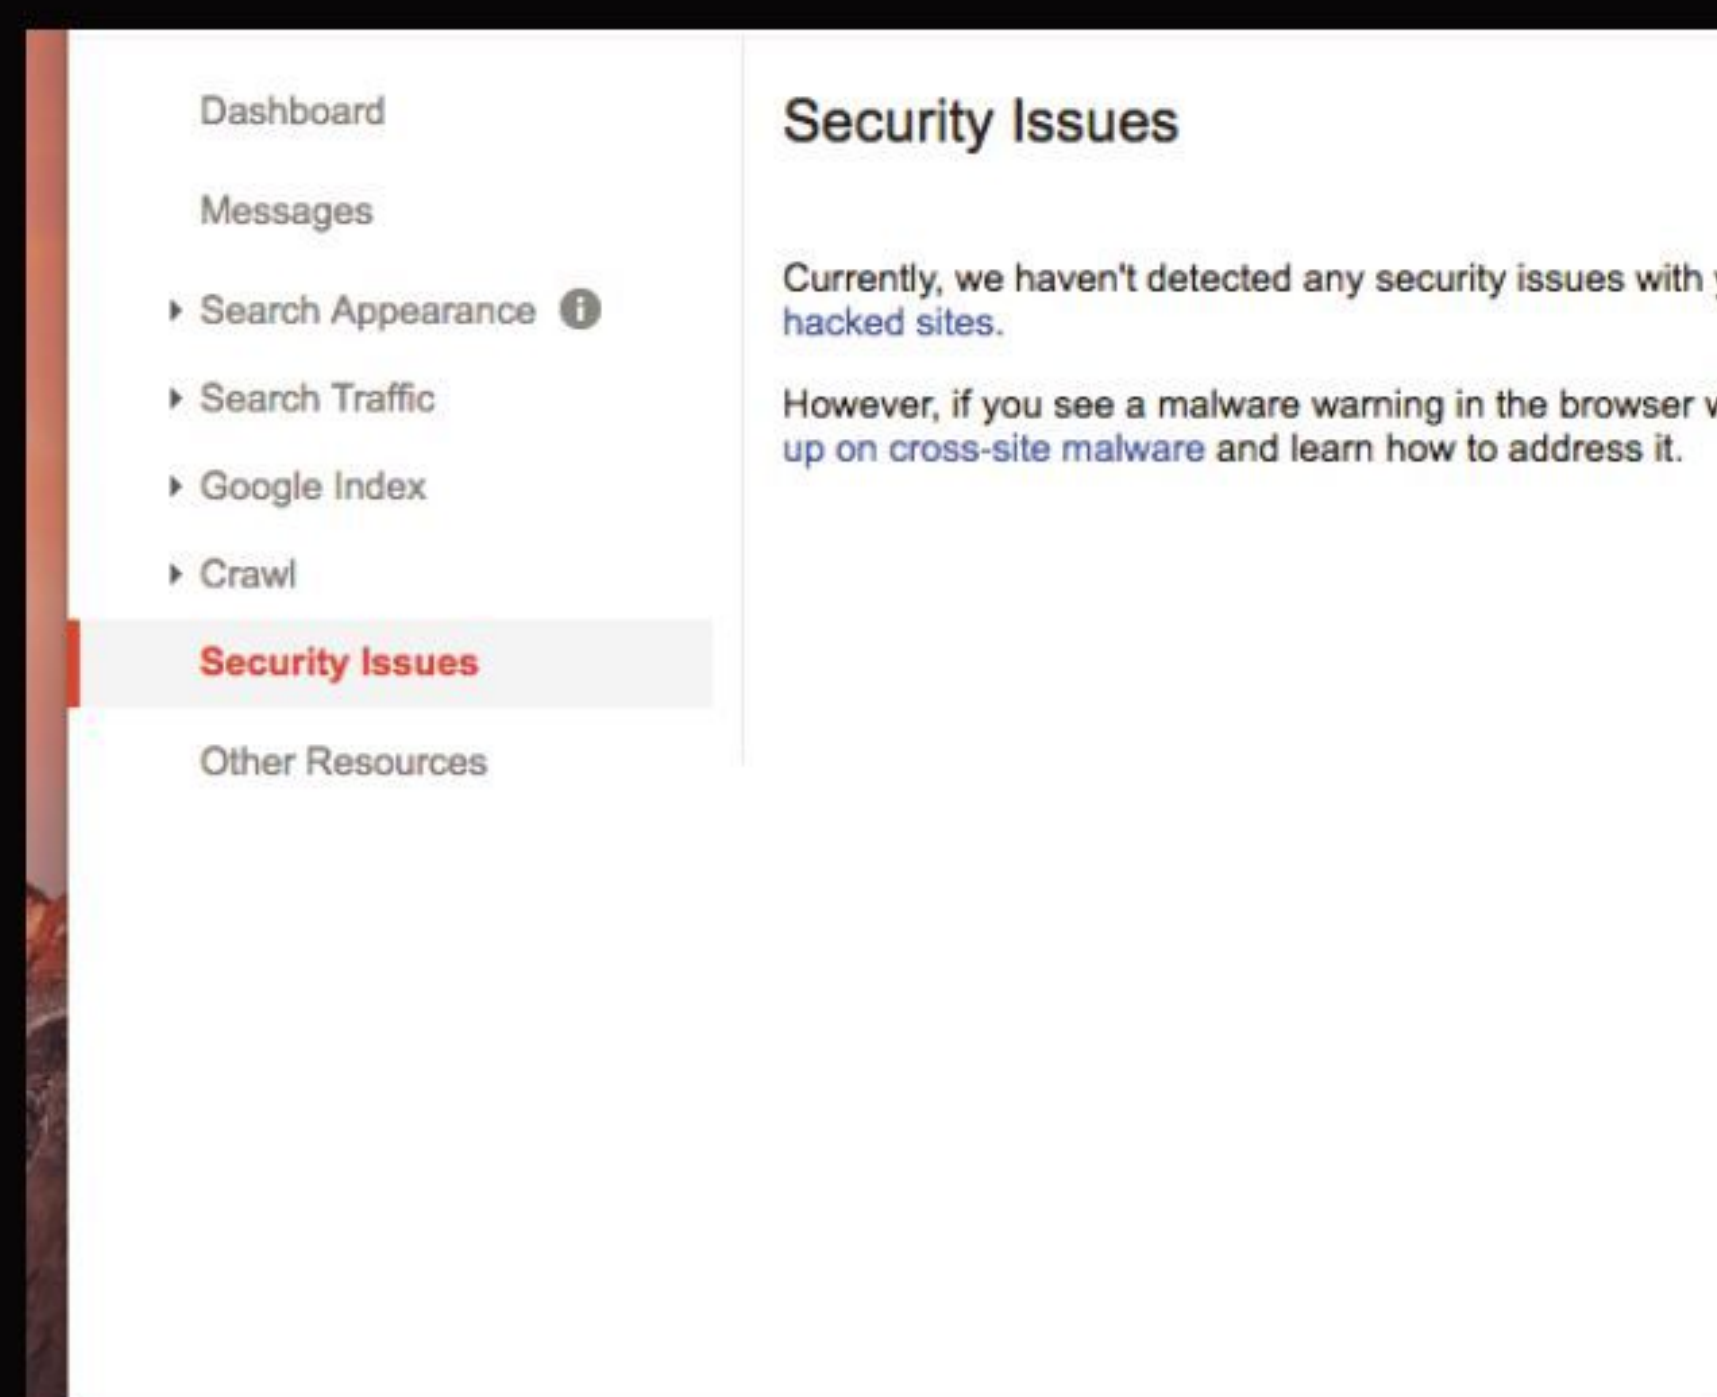 Dashboard
Messages
Search Appearance
Search Traffic
Google Index
Crawl
Security Issues
Other Resources
Security Issues
Currently, we haven't detected any security issues with
hacked sites.
However, if you see a malware warning in the browser
up on cross-site malware and learn how to address it.